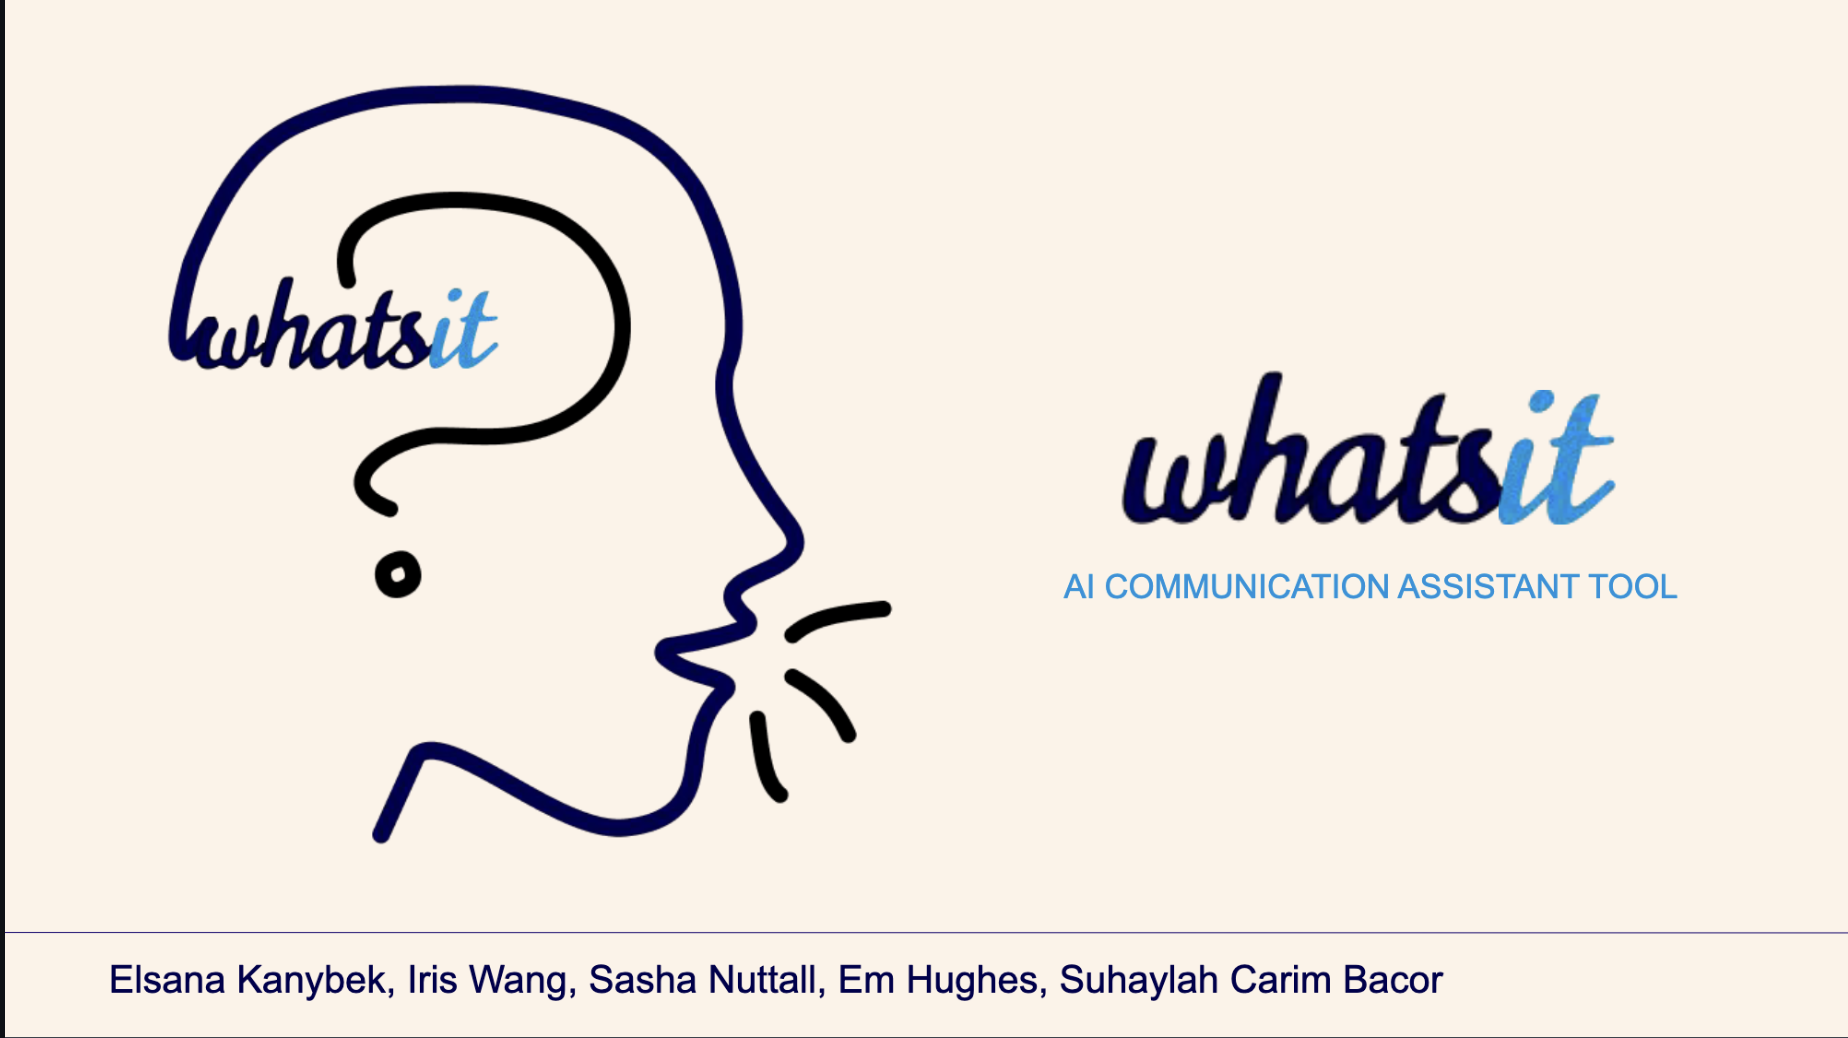 whatsit
whatsit
AI COMMUNICATION ASSISTANT TOOL
Elsana Kanybek, Iris Wang, Sasha Nuttall, Em Hughes, Suhaylah Carim Bacor